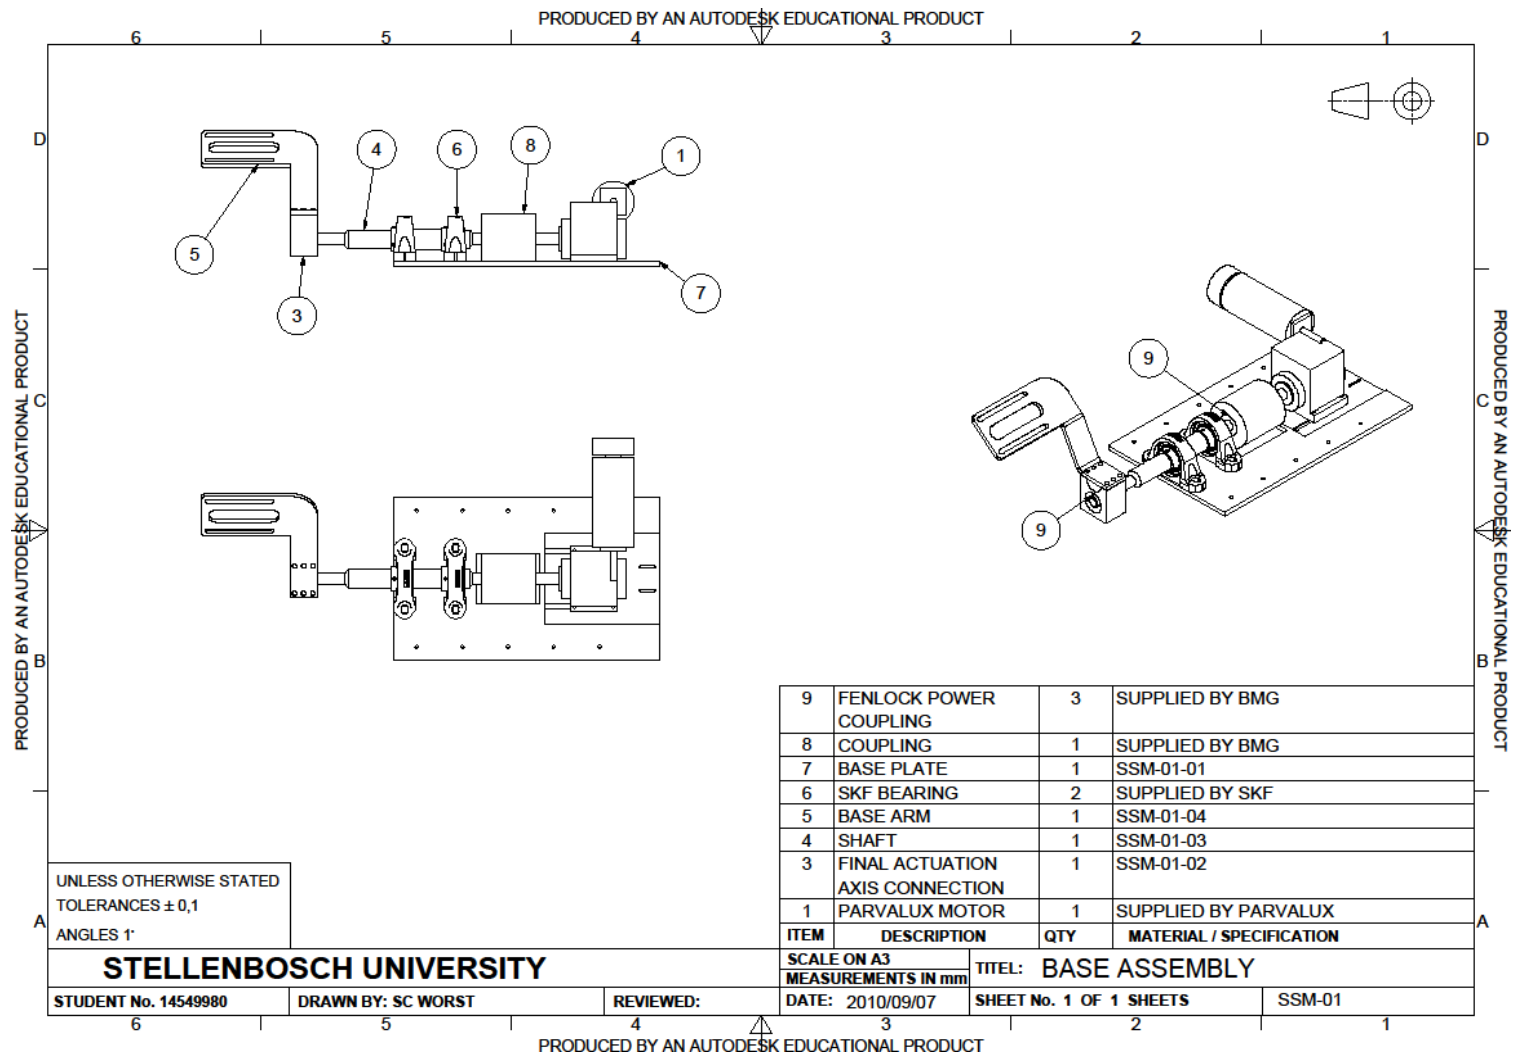 PRODUCED BY AN AUTODESK EDUCATIONAL PRODUCT
6 5 4 3 2 1
D D
C C
B B
A A
PRODUCED BY AN AUTODESK EDUCATIONAL PRODUCT
PRODUCED BY AN AUTODESK EDUCATIONAL PRODUCT
4
6
8
1
5
3
7
9
9
9 FENLOCK POWER 3 SUPPLIED BY BMG
COUPLING
8 COUPLING 1 SUPPLIED BY BMG
7 BASE PLATE 1 SSM-01-01
6 SKF BEARING 2 SUPPLIED BY SKF
5 BASE ARM 1 SSM-01-04
4 SHAFT 1 SSM-01-03
3 FINAL ACTUATION 1 SSM-01-02
AXIS CONNECTION
1 PARVALUX MOTOR 1 SUPPLIED BY PARVALUX
ITEM DESCRIPTION QTY MATERIAL / SPECIFICATION
UNLESS OTHERWISE STATED
TOLERANCES ± 0,1
ANGLES 1°
STELLENBOSCH UNIVERSITY
SCALE ON A3
MEASUREMENTS IN mm
TITEL: BASE ASSEMBLY
STUDENT No. 14549980 DRAWN BY: SC WORST REVIEWED: DATE: 2010/09/07 SHEET No. 1 OF 1 SHEETS SSM-01
6 5 4 3 2 1
PRODUCED BY AN AUTODESK EDUCATIONAL PRODUCT